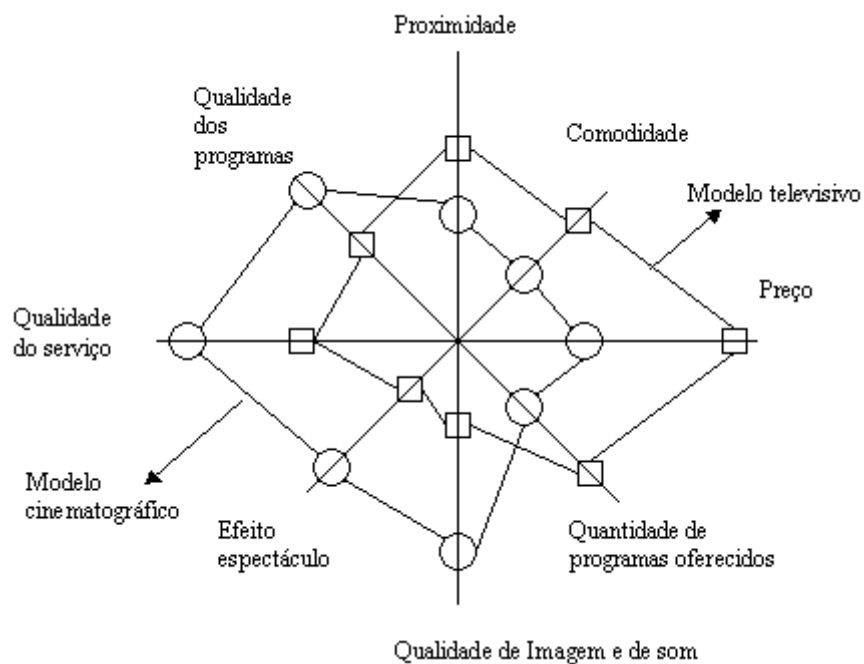 Proximidade
Qualidade
dos
programas
Comodidade
Modelo televisivo
Preço
Qualidade
do serviço
Modelo
cinematográfico
Efeito
espectáculo
Quantidade de
programas oferecidos
Qualidade de Imagem e de som